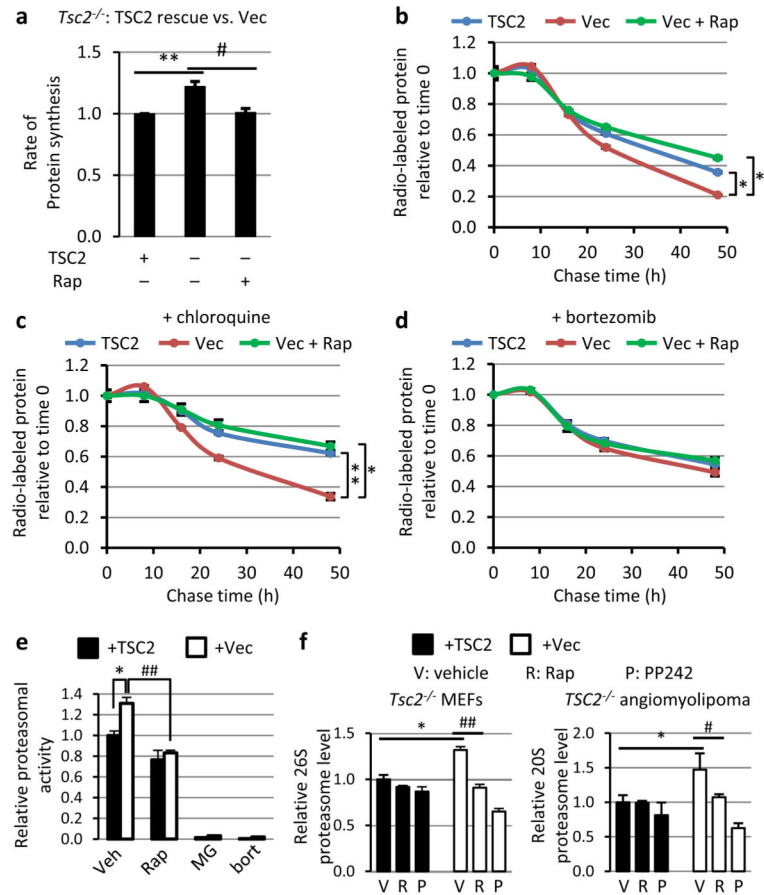 a
Tsc2-/-: TSC2 rescue vs. Vec
** #
Rate of
Protein synthesis
1.5
1.0
0.5
0.0
TSC2 + – –
Rap – – +
b
TSC2 Vec Vec + Rap
Radio-labeled protein
relative to time 0
1.2
1.0
0.8
0.6
0.4
0.2
0.0
* *
0 10 20 30 40 50
Chase time (h)
c
+ chloroquine
TSC2 Vec Vec + Rap
Radio-labeled protein
relative to time 0
1.2
1.0
0.8
0.6
0.4
0.2
0.0
** *
0 10 20 30 40 50
Chase time (h)
d
+ bortezomib
TSC2 Vec Vec + Rap
Radio-labeled protein
relative to time 0
1.2
1.0
0.8
0.6
0.4
0.2
0.0
0 10 20 30 40 50
Chase time (h)
e
+TSC2 +Vec
* ##
Relative proteasomal
activity
1.4
1.2
1.0
0.8
0.6
0.4
0.2
0.0
Veh Rap MG bort
f
+TSC2 +Vec
V: vehicle R: Rap P: PP242
Tsc2-/- MEFs
* ##
Relative 26S
proteasome level
1.5
1.0
0.5
0.0
V R P V R P
TSC2-/- angiomyolipoma
* #
Relative 20S
proteasome level
2.0
1.5
1.0
0.5
0.0
V R P V R P